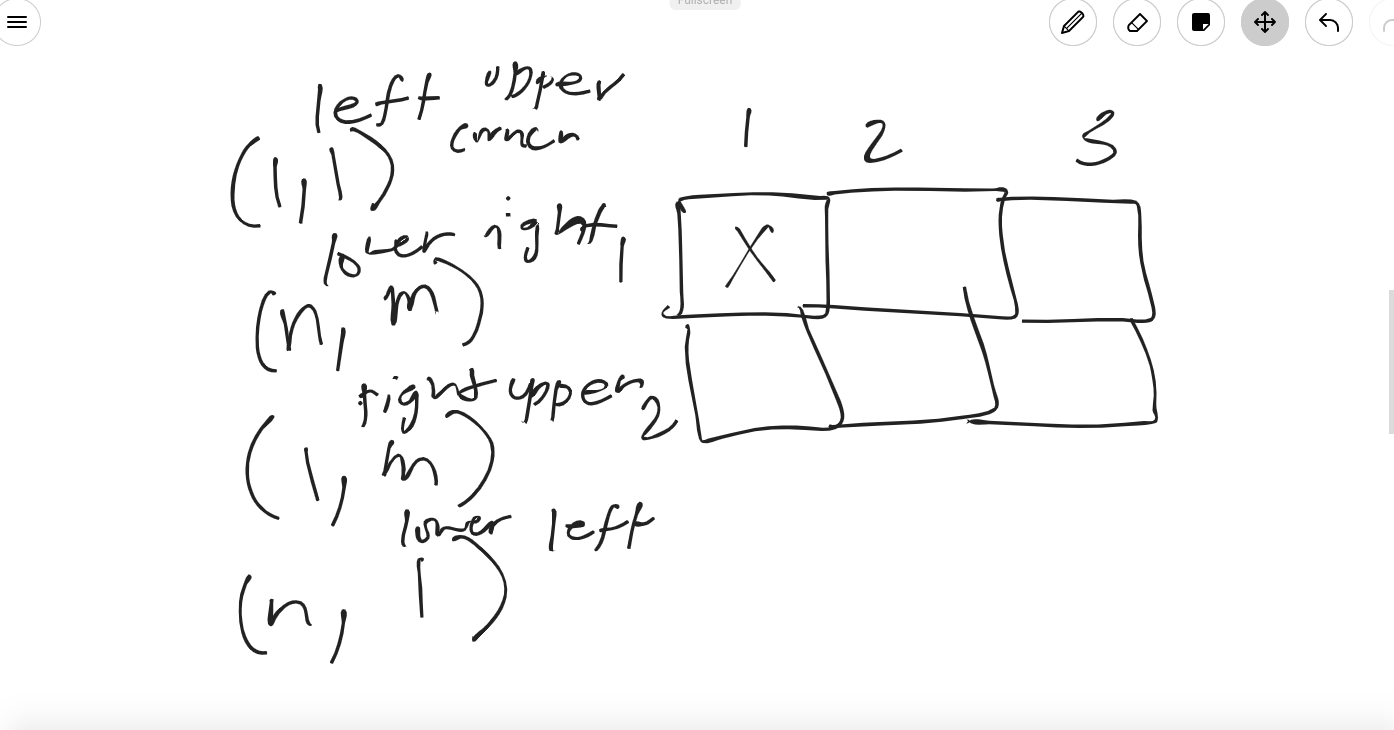 Fullscreen
left upper
corner
(1,1)
lower right
(n, m)
right upper
(1, m)
lower left
(n, 1)
1 2 3
1 X
2